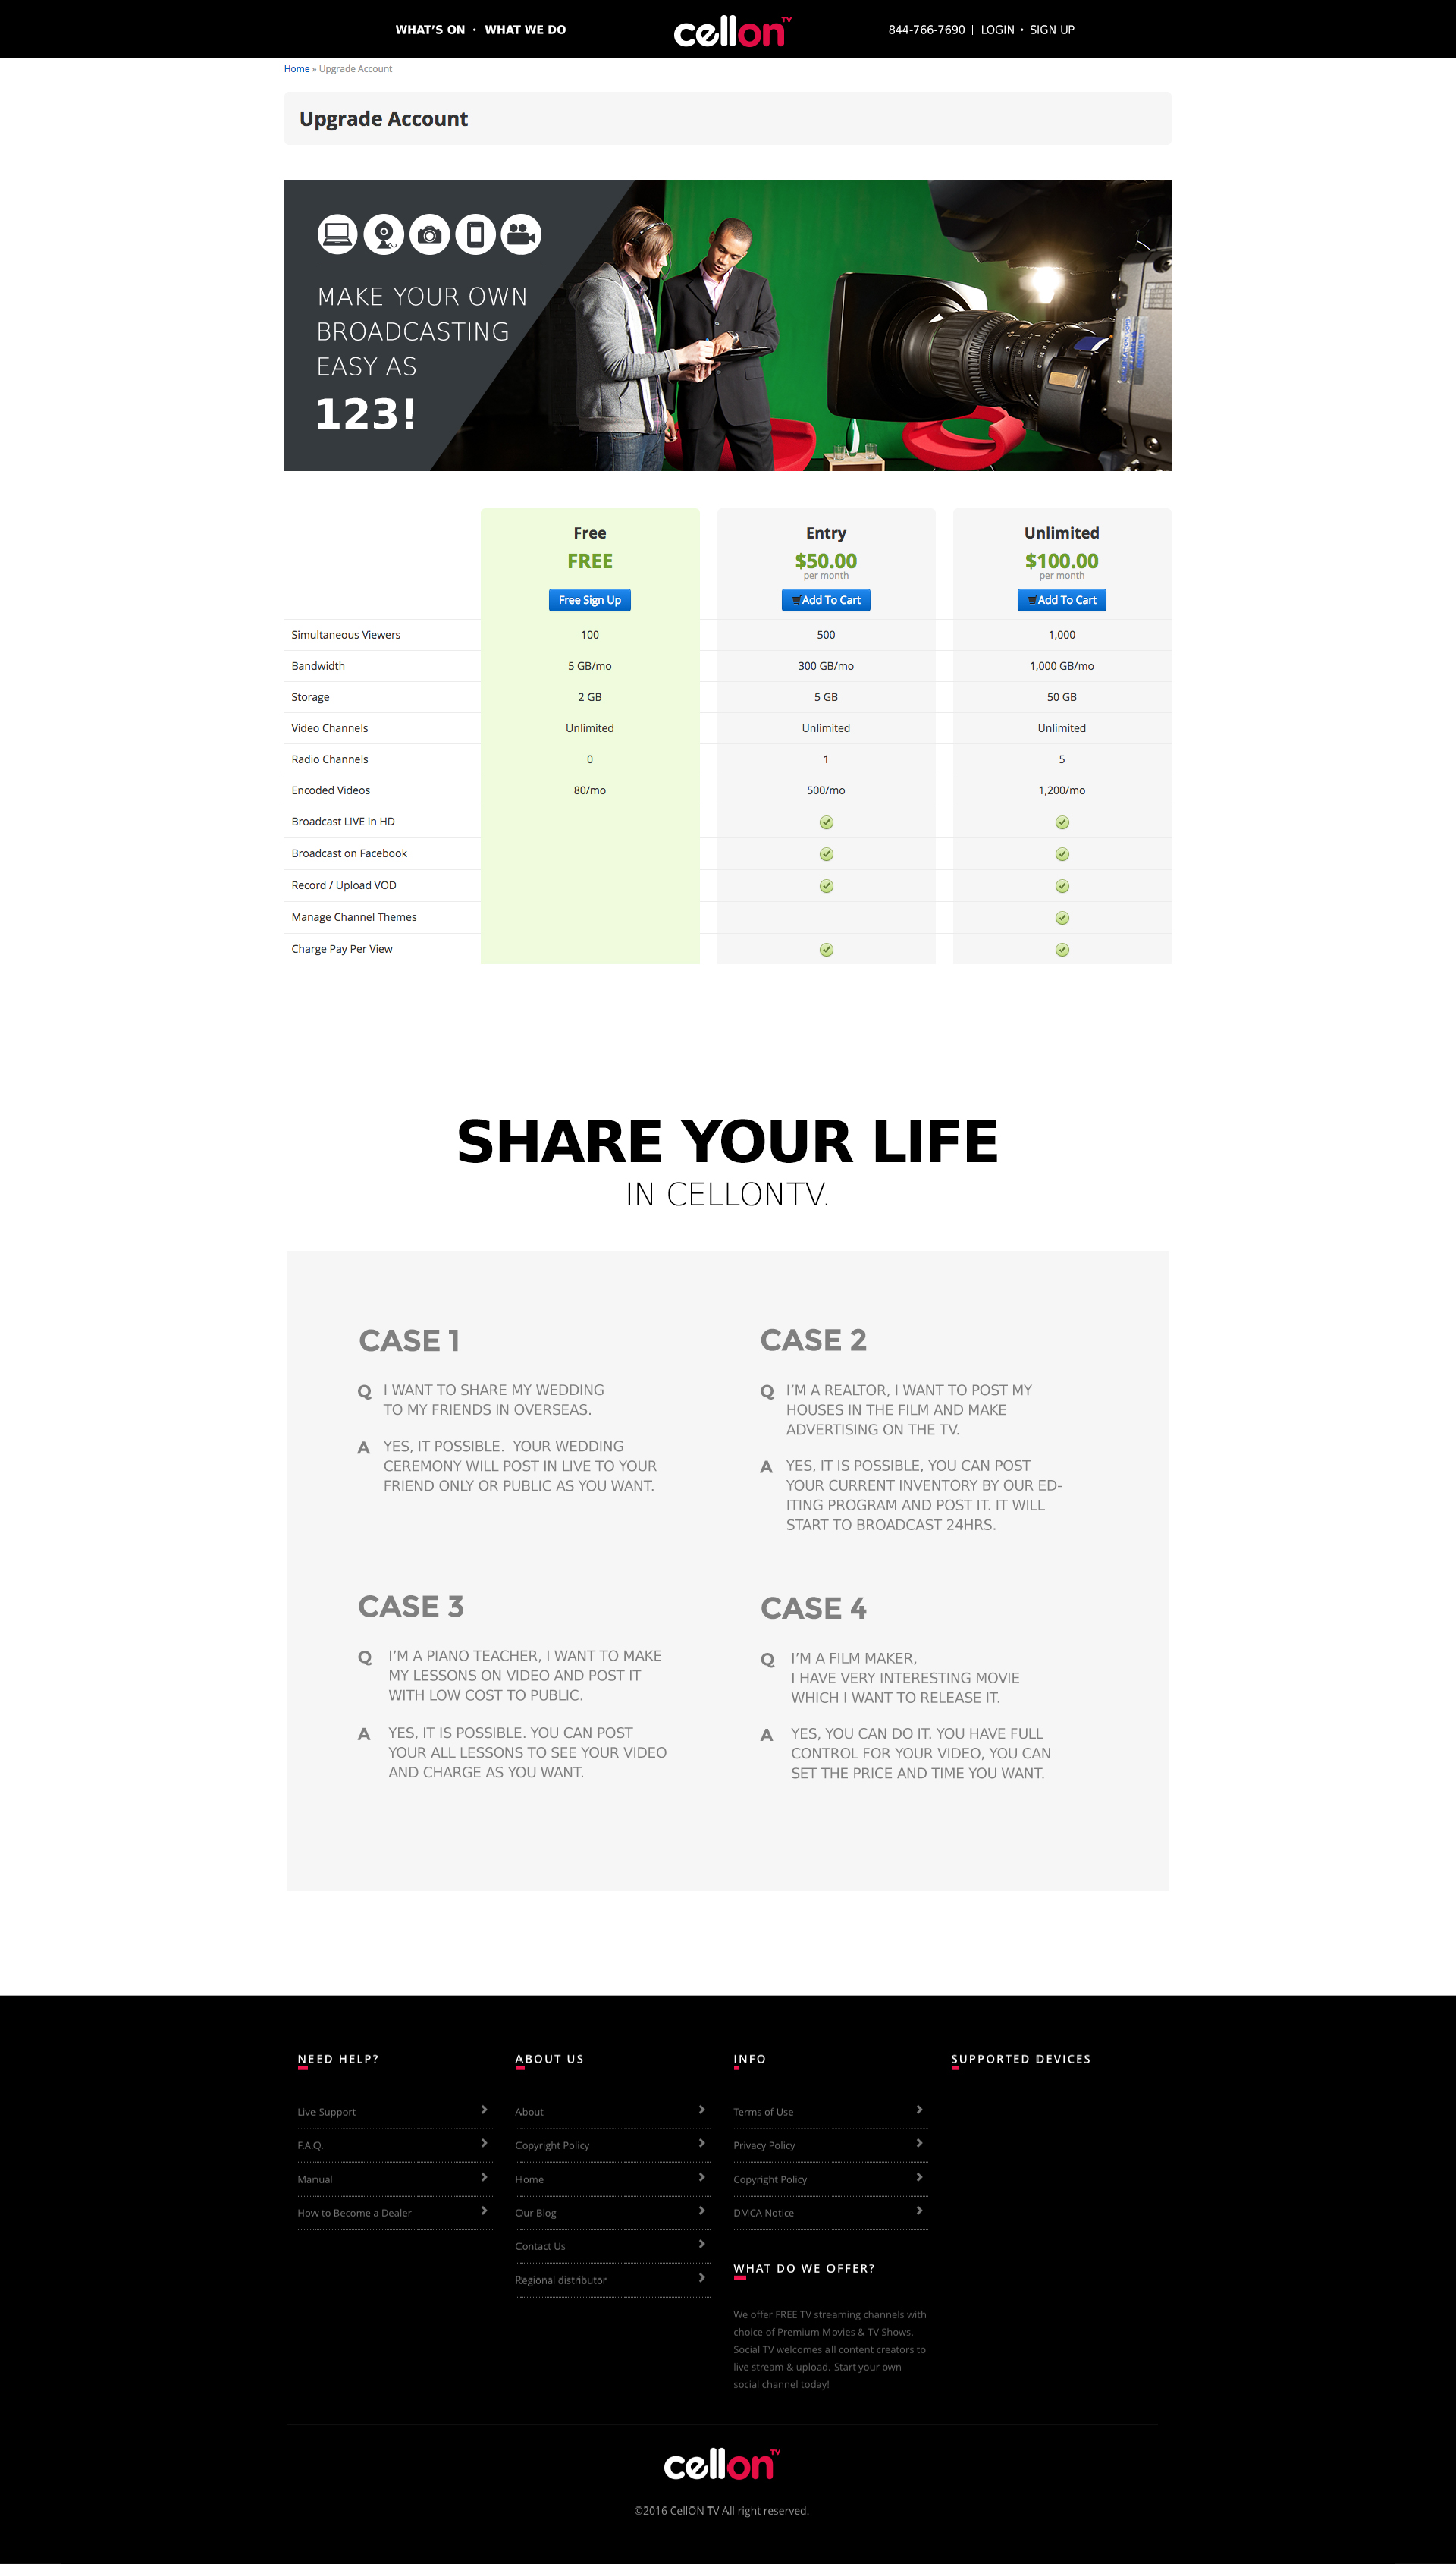 WHAT'S ON • WHAT WE DO
cellon TV
844-766-7690 | LOGIN • SIGN UP
Home » Upgrade Account
Upgrade Account
MAKE YOUR OWN
BROADCASTING
EASY AS
123!
Free Entry Unlimited
FREE $50.00 $100.00
per month per month
Free Sign Up Add To Cart Add To Cart
Simultaneous Viewers 100 500 1,000
Bandwidth 5 GB/mo 300 GB/mo 1,000 GB/mo
Storage 2 GB 5 GB 50 GB
Video Channels Unlimited Unlimited Unlimited
Radio Channels 0 1 5
Encoded Videos 80/mo 500/mo 1,200/mo
Broadcast LIVE in HD
Broadcast on Facebook
Record / Upload VOD
Manage Channel Themes
Charge Pay Per View
SHARE YOUR LIFE
IN CELLONTV.
CASE 1
Q I WANT TO SHARE MY WEDDING
TO MY FRIENDS IN OVERSEAS.
A YES, IT POSSIBLE. YOUR WEDDING
CEREMONY WILL POST IN LIVE TO YOUR
FRIEND ONLY OR PUBLIC AS YOU WANT.
CASE 2
Q I'M A REALTOR, I WANT TO POST MY
HOUSES IN THE FILM AND MAKE
ADVERTISING ON THE TV.
A YES, IT IS POSSIBLE, YOU CAN POST
YOUR CURRENT INVENTORY BY OUR ED-
ITING PROGRAM AND POST IT. IT WILL
START TO BROADCAST 24HRS.
CASE 3
Q I'M A PIANO TEACHER, I WANT TO MAKE
MY LESSONS ON VIDEO AND POST IT
WITH LOW COST TO PUBLIC.
A YES, IT IS POSSIBLE. YOU CAN POST
YOUR ALL LESSONS TO SEE YOUR VIDEO
AND CHARGE AS YOU WANT.
CASE 4
Q I'M A FILM MAKER,
I HAVE VERY INTERESTING MOVIE
WHICH I WANT TO RELEASE IT.
A YES, YOU CAN DO IT. YOU HAVE FULL
CONTROL FOR YOUR VIDEO, YOU CAN
SET THE PRICE AND TIME YOU WANT.
NEED HELP?
Live Support
F.A.Q.
Manual
How to Become a Dealer
ABOUT US
About
Copyright Policy
Home
Our Blog
Contact Us
Regional distributor
INFO
Terms of Use
Privacy Policy
Copyright Policy
DMCA Notice
WHAT DO WE OFFER?
We offer FREE TV streaming channels with
choice of Premium Movies & TV Shows.
Social TV welcomes all content creators to
live stream & upload. Start your own
social channel today!
SUPPORTED DEVICES
cellon TV
©2016 CellON TV All right reserved.